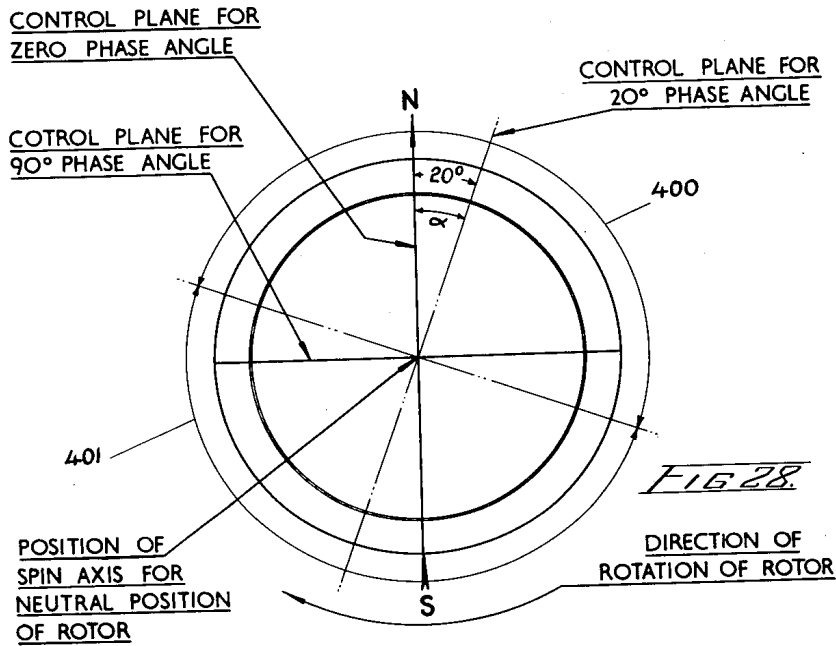 CONTROL PLANE FOR
ZERO PHASE ANGLE
CONTROL PLANE FOR
20° PHASE ANGLE
N
COTROL PLANE FOR
90° PHASE ANGLE
20°
α
400
401
FIG 28.
POSITION OF
SPIN AXIS FOR
NEUTRAL POSITION
OF ROTOR
S
DIRECTION OF
ROTATION OF ROTOR